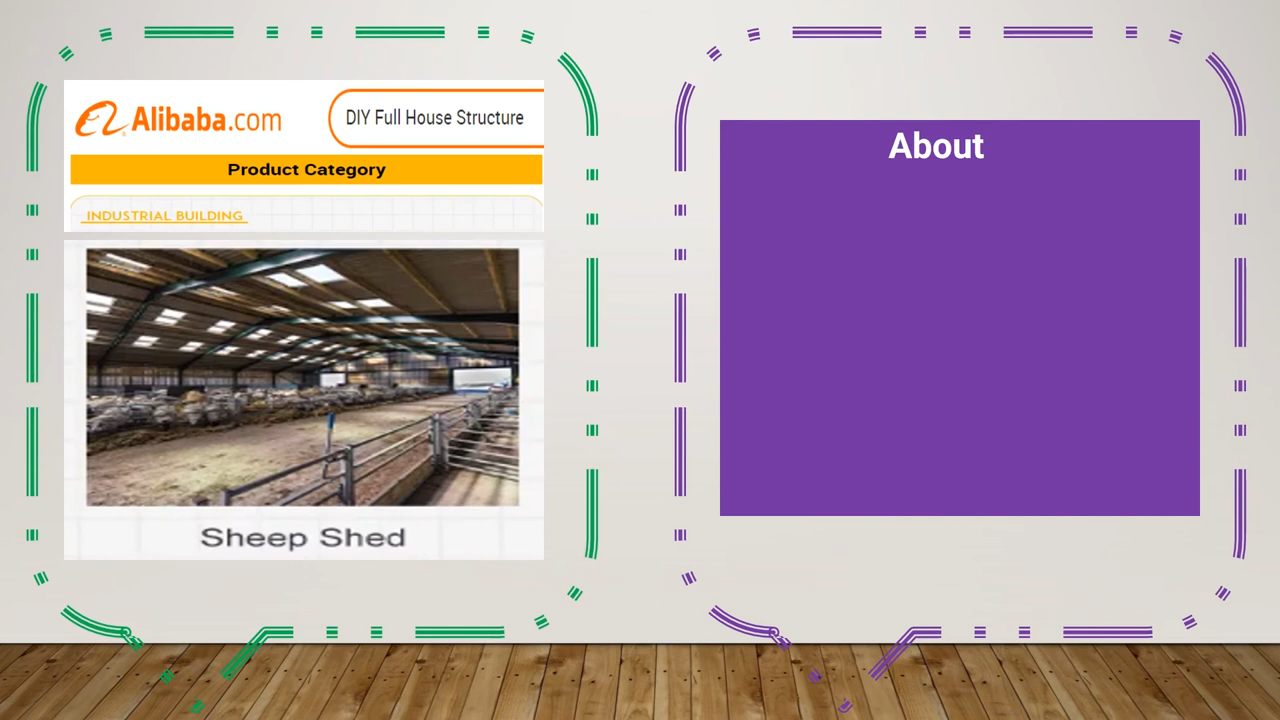 Alibaba.com
DIY Full House Structure
Product Category
INDUSTRIAL BUILDING
Sheep Shed
About